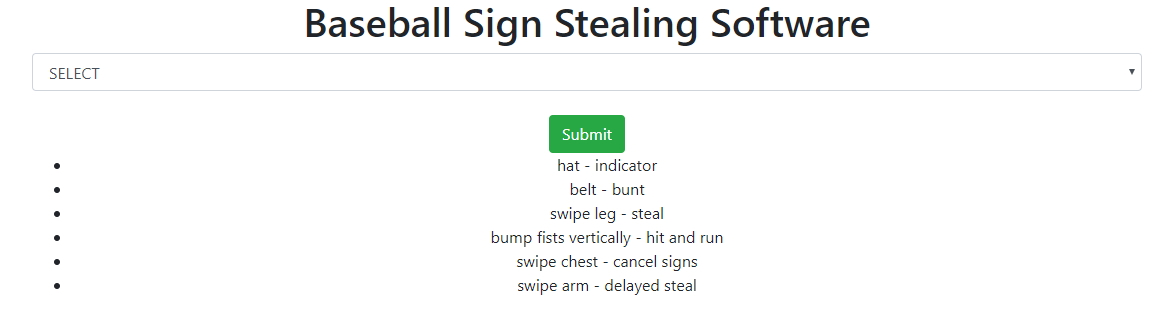 Baseball Sign Stealing Software
SELECT
Submit
hat - indicator
belt - bunt
swipe leg - steal
bump fists vertically - hit and run
swipe chest - cancel signs
swipe arm - delayed steal